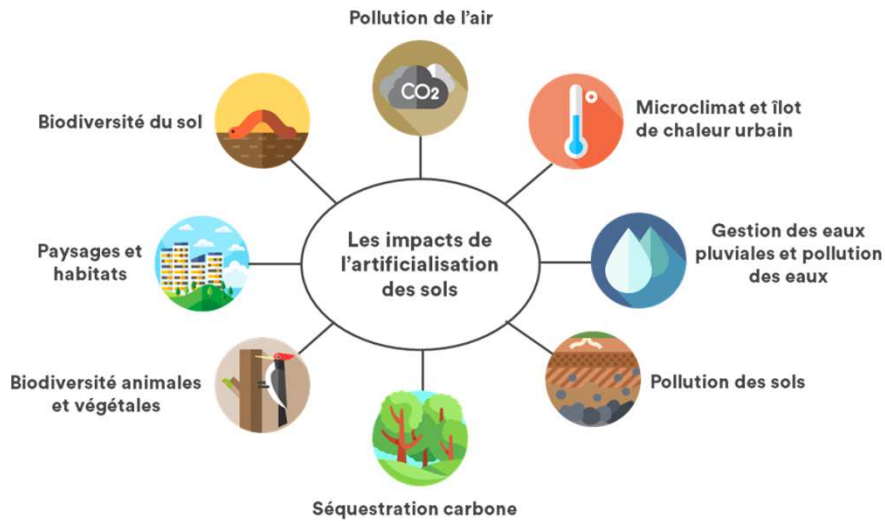 Pollution de l'air
CO2
Biodiversité du sol
Microclimat et îlot
de chaleur urbain
Les impacts de
l'artificialisation
des sols
Paysages et
habitats
Gestion des eaux
pluviales et pollution
des eaux
Biodiversité animales
et végétales
Pollution des sols
Séquestration carbone